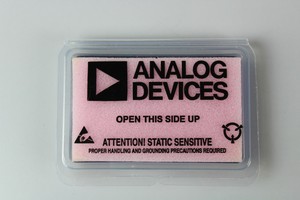 ANALOG
DEVICES
OPEN THIS SIDE UP
ATTENTION! STATIC SENSITIVE
PROPER HANDLING AND GROUNDING PRECAUTIONS REQUIRED